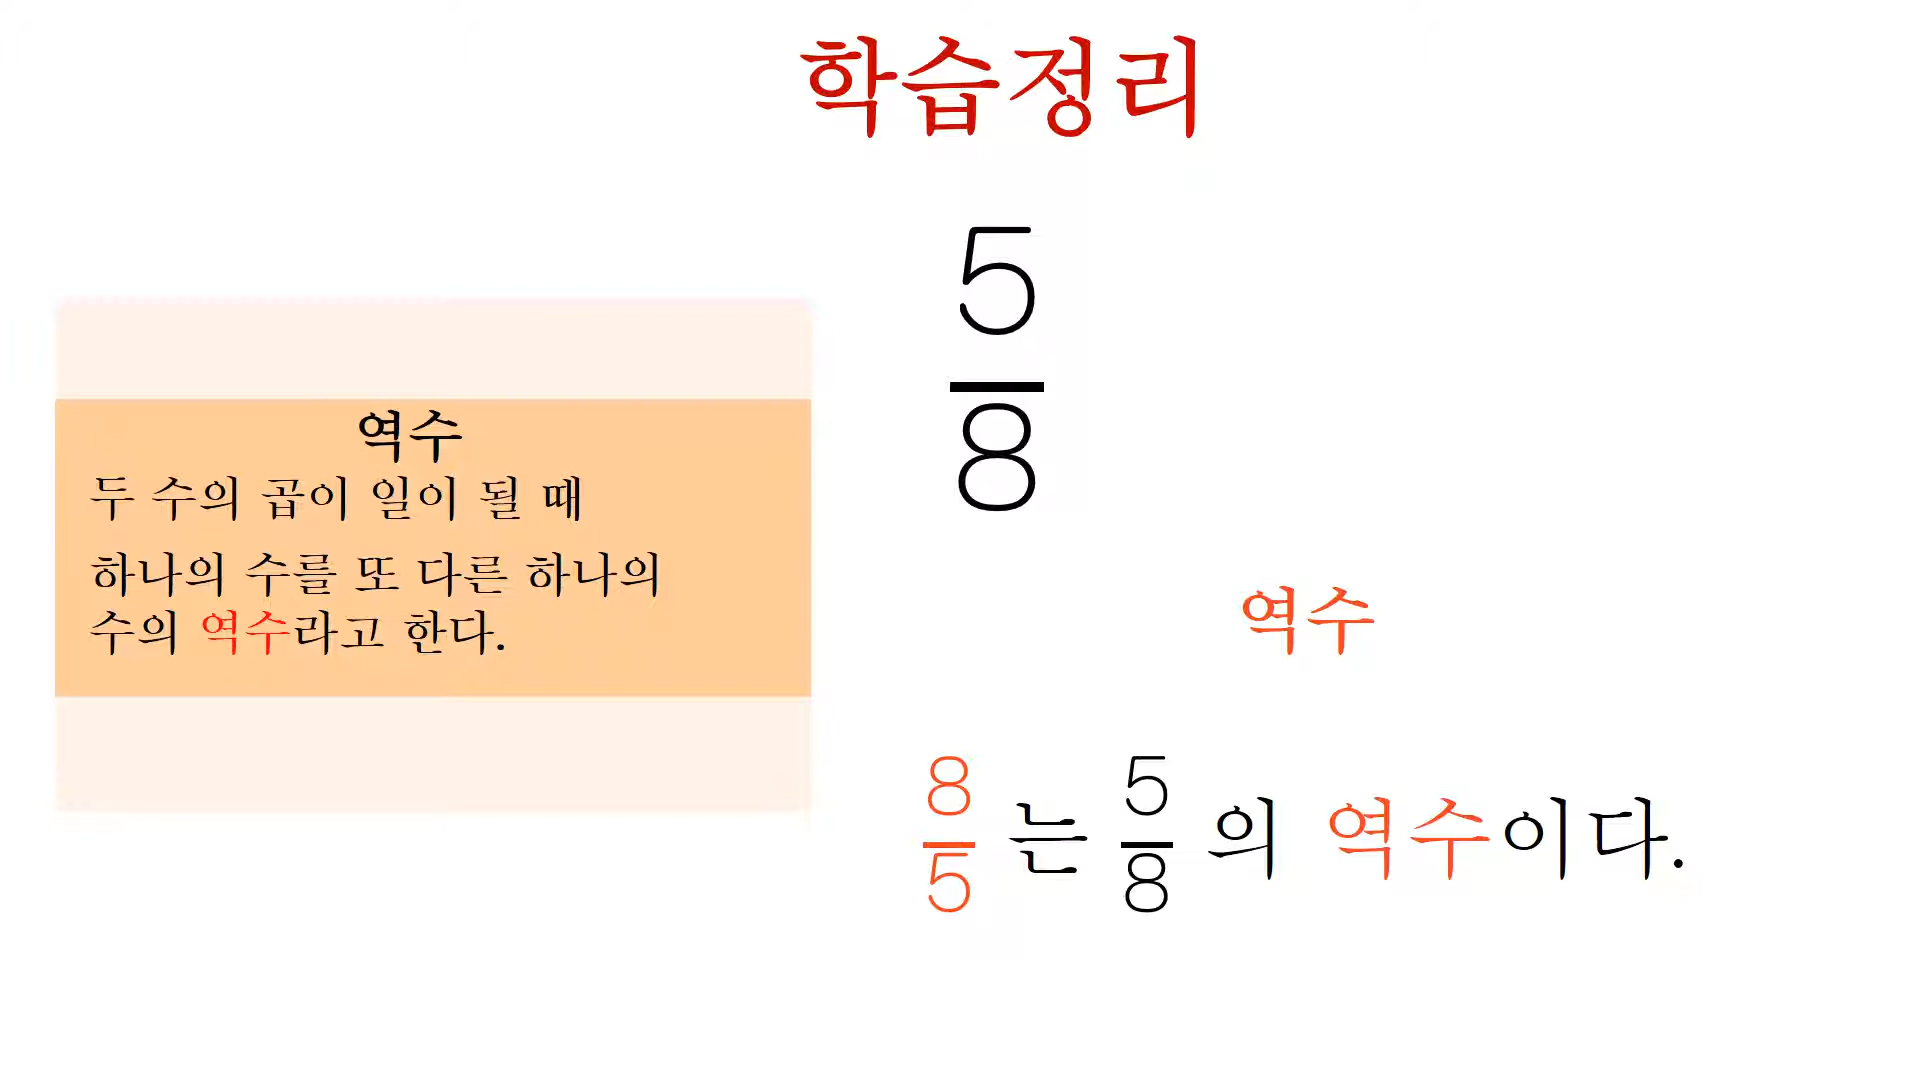 학습정리
5
8
역수
두 수의 곱이 일이 될 때
하나의 수를 또 다른 하나의
수의 역수라고 한다.
역수
8/5 는 5/8 의 역수이다.